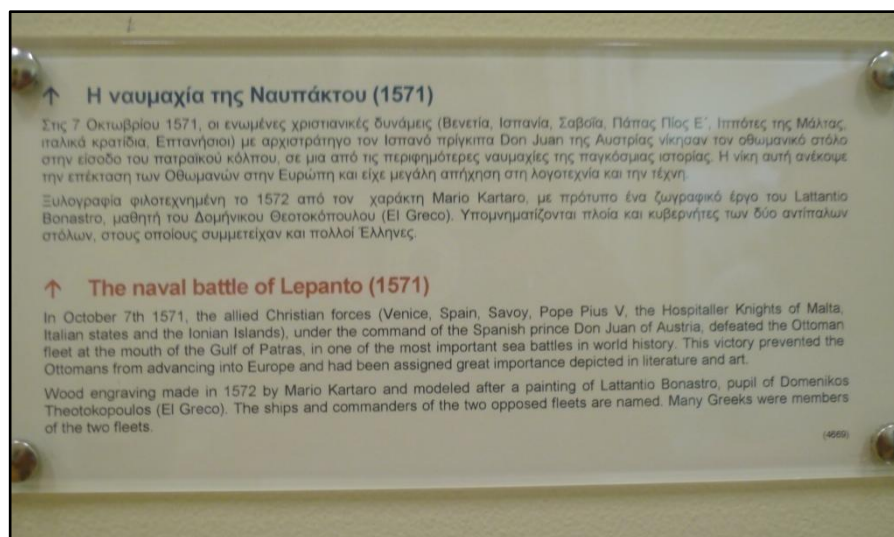 ↑ Η ναυμαχία της Ναυπάκτου (1571)
Στις 7 Οκτωβρίου 1571, οι ενωμένες χριστιανικές δυνάμεις (Βενετία, Ισπανία, Σαβοΐα, Πάπας Πίος Ε΄, Ιππότες της Μάλτας,
ιταλικά κρατίδια, Επτανήσιοι) με αρχιστράτηγο τον Ισπανό πρίγκιπα Don Juan της Αυστρίας νίκησαν τον οθωμανικό στόλο
στην είσοδο του πατραϊκού κόλπου, σε μια από τις περιφημότερες ναυμαχίες της παγκόσμιας ιστορίας. Η νίκη αυτή ανέκοψε
την επέκταση των Οθωμανών στην Ευρώπη και είχε μεγάλη απήχηση στη λογοτεχνία και την τέχνη.
Ξυλογραφία φιλοτεχνημένη το 1572 από τον χαράκτη Mario Kartaro, με πρότυπο ένα ζωγραφικό έργο του Lattantio
Bonastro, μαθητή του Δομήνικου Θεοτοκόπουλου (El Greco). Υπομνηματίζονται πλοία και κυβερνήτες των δύο αντίπαλων
στόλων, στους οποίους συμμετείχαν και πολλοί Έλληνες.
↑ The naval battle of Lepanto (1571)
In October 7th 1571, the allied Christian forces (Venice, Spain, Savoy, Pope Pius V, the Hospitaller Knights of Malta,
Italian states and the Ionian Islands), under the command of the Spanish prince Don Juan of Austria, defeated the Ottoman
fleet at the mouth of the Gulf of Patras, in one of the most important sea battles in world history. This victory prevented the
Ottomans from advancing into Europe and had been assigned great importance depicted in literature and art.
Wood engraving made in 1572 by Mario Kartaro and modeled after a painting of Lattantio Bonastro, pupil of Domenikos
Theotokopoulos (El Greco). The ships and commanders of the two opposed fleets are named. Many Greeks were members
of the two fleets.
(4669)